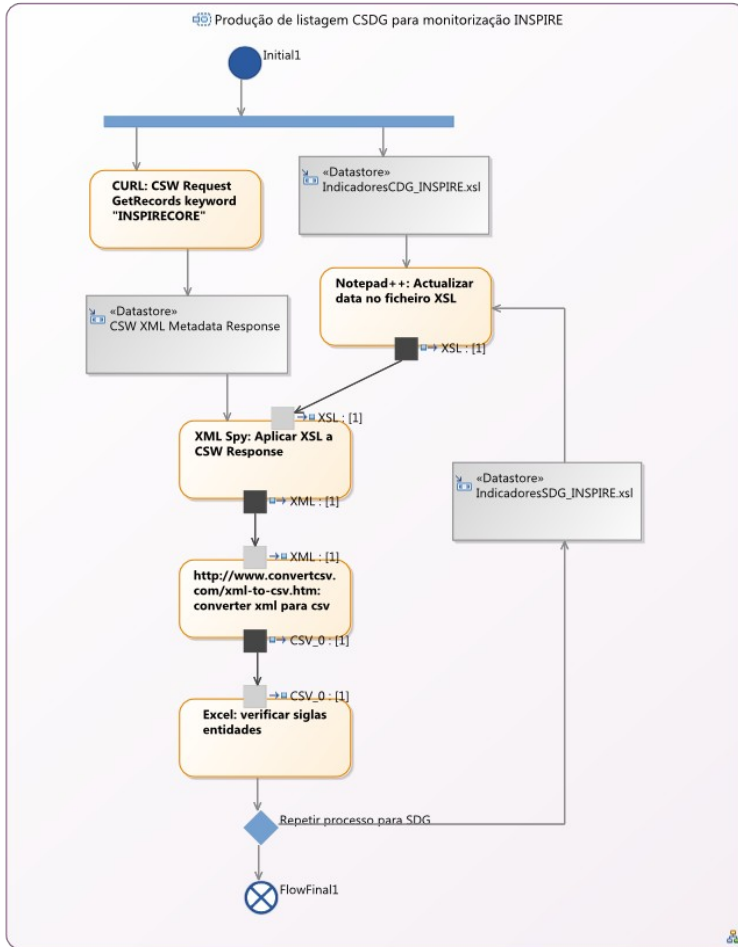 Produção de listagem CSDG para monitorização INSPIRE
Initial1
CURL: CSW Request
GetRecords keyword
"INSPIRECORE"
«Datastore»
IndicadoresCDG_INSPIRE.xsl
Notepad++: Actualizar
data no ficheiro XSL
«Datastore»
CSW XML Metadata Response
XSL : [1]
XSL : [1]
XML Spy: Aplicar XSL a
CSW Response
«Datastore»
IndicadoresSDG_INSPIRE.xsl
XML : [1]
XML : [1]
http://www.convertcsv.
com/xml-to-csv.htm:
converter xml para csv
CSV_0 : [1]
CSV_0 : [1]
Excel: verificar siglas
entidades
Repetir processo para SDG
FlowFinal1